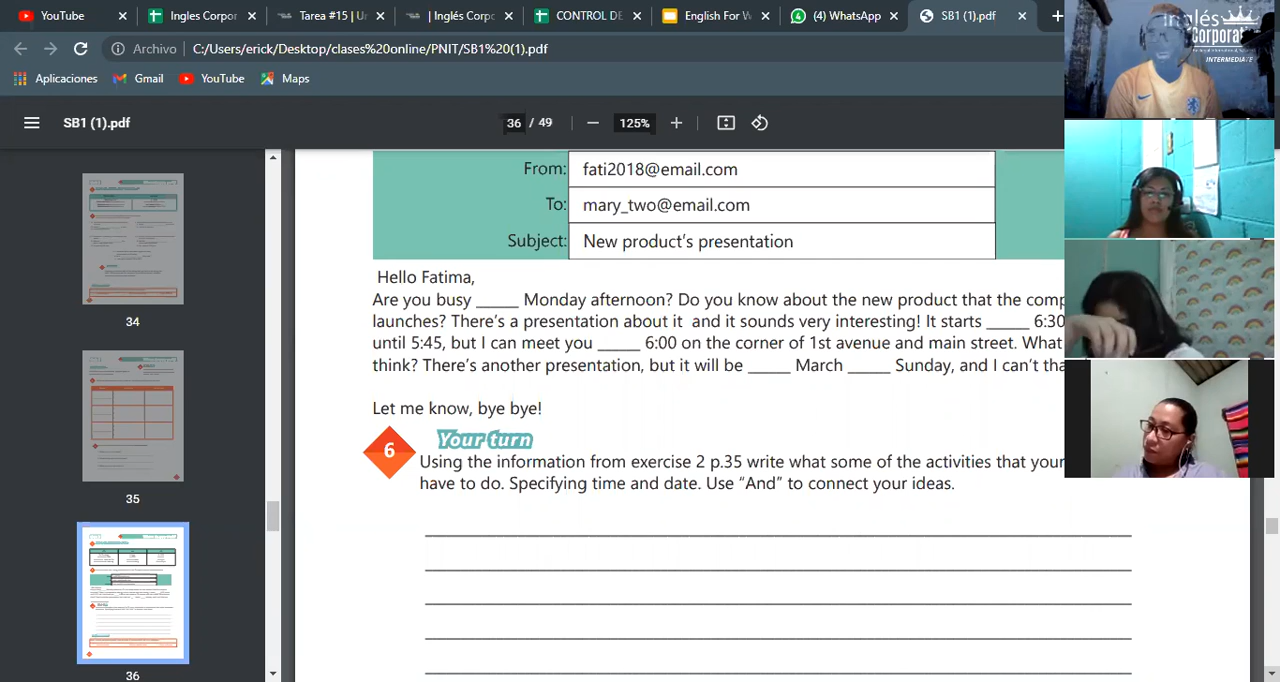 YouTube
Ingles Corpor
Tarea #15 | U
| Inglés Corpo
CONTROL DE
English For W
(4) WhatsApp
SB1 (1).pdf
Archivo
C:/Users/erick/Desktop/clases%20online/PNIT/SB1%20(1).pdf
Aplicaciones
Gmail
YouTube
Maps
SB1 (1).pdf
36 / 49
125%
inglés
Corporativo
INTERMEDIATE
34
35
36
From: fati2018@email.com
To: mary_two@email.com
Subject: New product's presentation
Hello Fatima,
Are you busy _____ Monday afternoon? Do you know about the new product that the comp
launches? There's a presentation about it and it sounds very interesting! It starts _____ 6:30
until 5:45, but I can meet you _____ 6:00 on the corner of 1st avenue and main street. What
think? There's another presentation, but it will be _____ March _____ Sunday, and I can't tha
Let me know, bye bye!
Your turn
6
Using the information from exercise 2 p.35 write what some of the activities that your
have to do. Specifying time and date. Use “And” to connect your ideas.